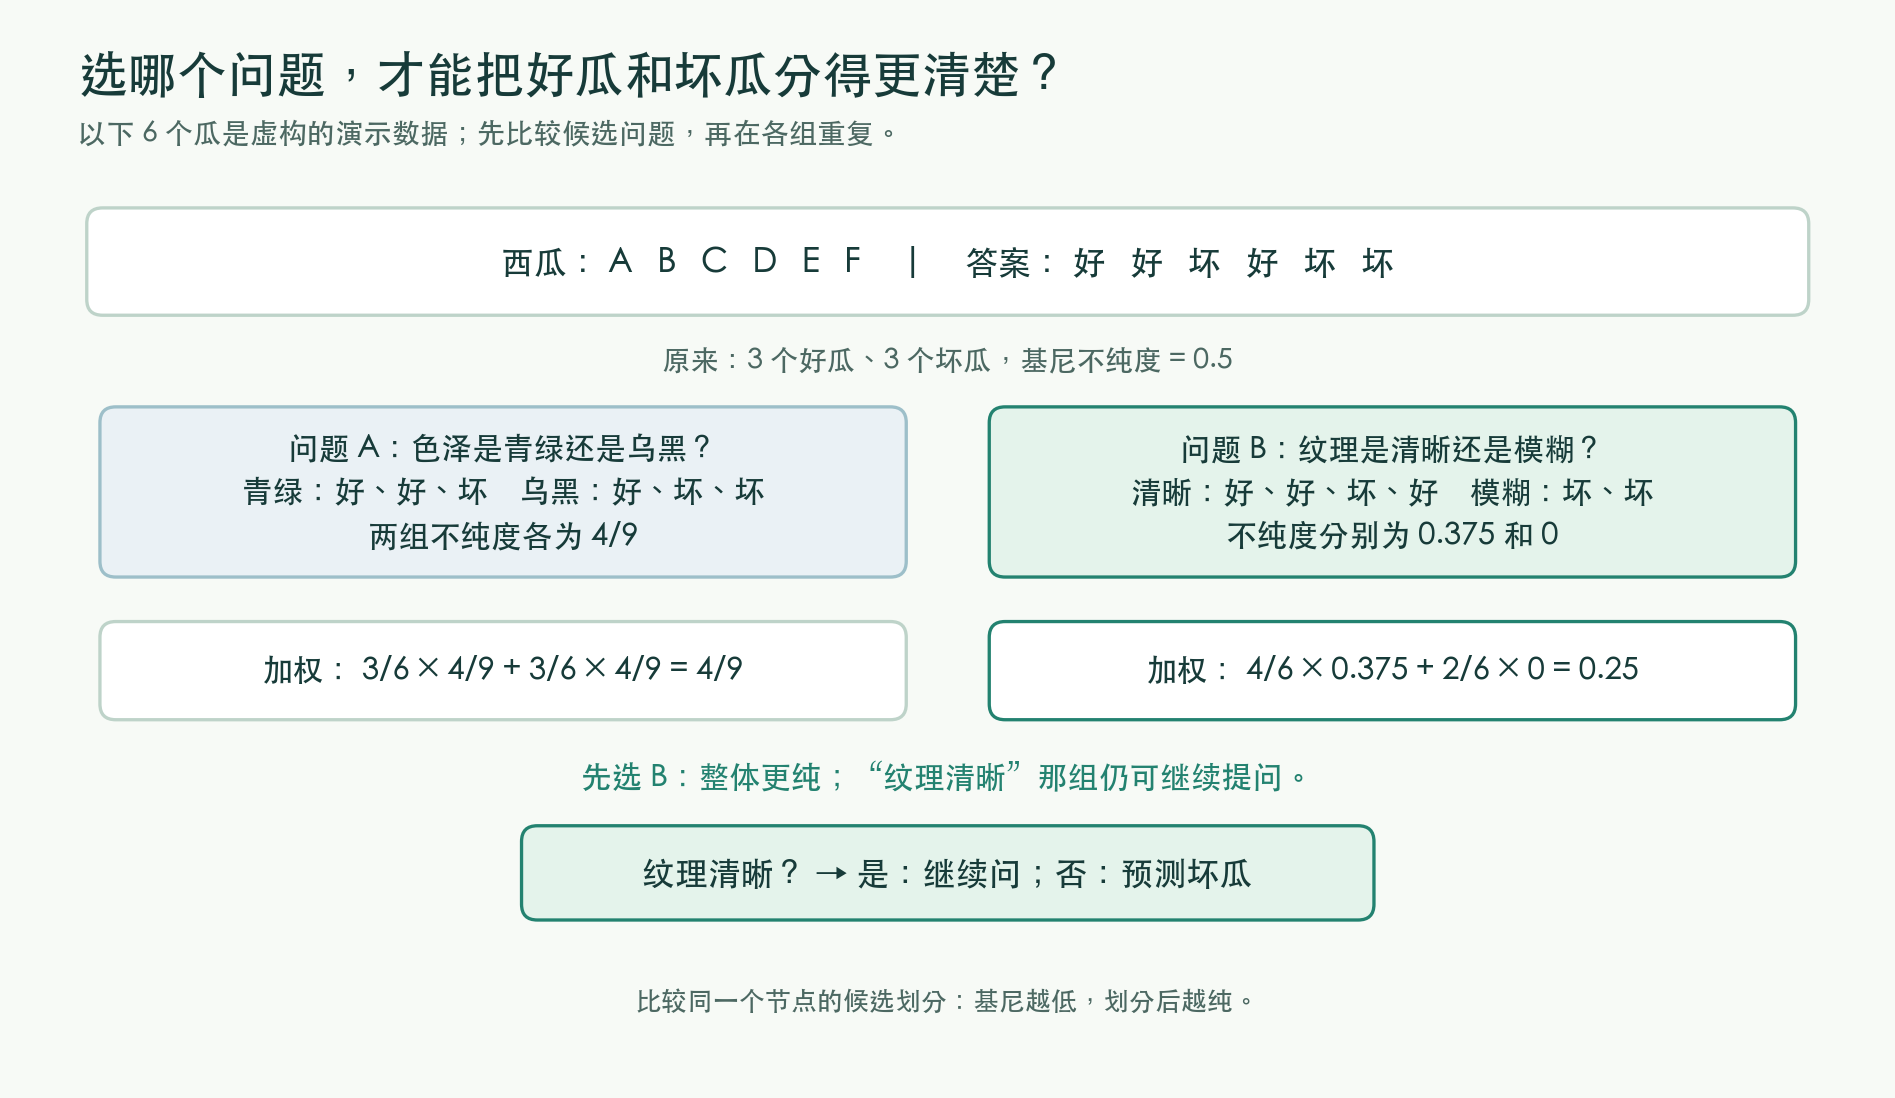 选哪个问题，才能把好瓜和坏瓜分得更清楚？
以下 6 个瓜是虚构的演示数据；先比较候选问题，再在各组重复。
西瓜： A B C D E F | 答案： 好 好 坏 好 坏 坏
原来：3 个好瓜、3 个坏瓜，基尼不纯度 = 0.5
问题 A：色泽是青绿还是乌黑？
青绿：好、好、坏 乌黑：好、坏、坏
两组不纯度各为 4/9
问题 B：纹理是清晰还是模糊？
清晰：好、好、坏、好 模糊：坏、坏
不纯度分别为 0.375 和 0
加权： 3/6 × 4/9 + 3/6 × 4/9 = 4/9
加权： 4/6 × 0.375 + 2/6 × 0 = 0.25
先选 B：整体更纯；“纹理清晰”那组仍可继续提问。
纹理清晰？ → 是：继续问；否：预测坏瓜
比较同一个节点的候选划分：基尼越低，划分后越纯。